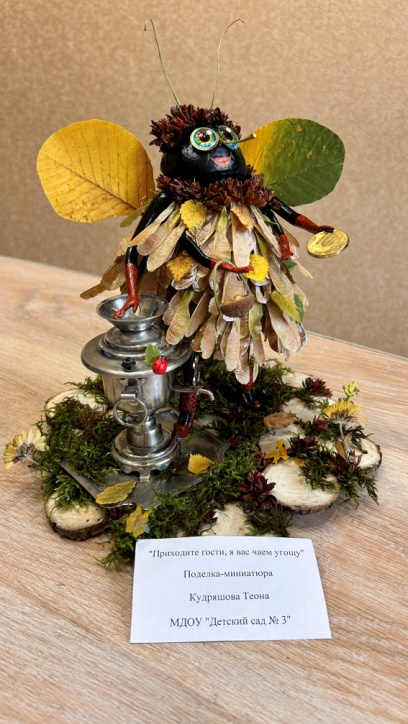 "Приходите гости, я вас чаем угощу"
Поделка-миниатюра
Кудряшова Теона
МДОУ "Детский сад № 3"